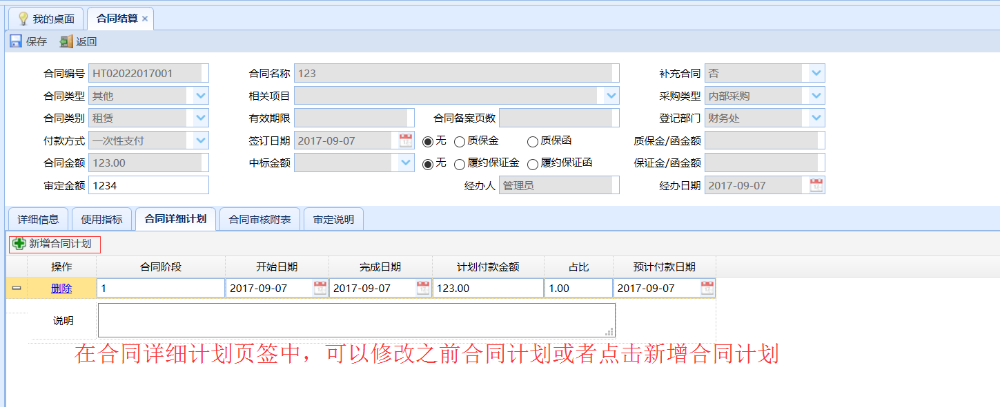 我的桌面 合同结算 ×
保存 返回
合同编号 HT02022017001 合同名称 123 补充合同 否
合同类型 其他 相关项目 采购类型 内部采购
合同类别 租赁 有效期限 合同备案页数 登记部门 财务处
付款方式 一次性支付 签订日期 2017-09-07 无 质保金 质保函 质保金/函金额
合同金额 123.00 中标金额 无 履约保证金 履约保证函 保证金/函金额
审定金额 1234 经办人 管理员 经办日期 2017-09-07
详细信息 使用指标 合同详细计划 合同审核附表 审定说明
新增合同计划
操作 合同阶段 开始日期 完成日期 计划付款金额 占比 预计付款日期
删除 1 2017-09-07 2017-09-07 123.00 1.00 2017-09-07
说明
在合同详细计划页签中，可以修改之前合同计划或者点击新增合同计划